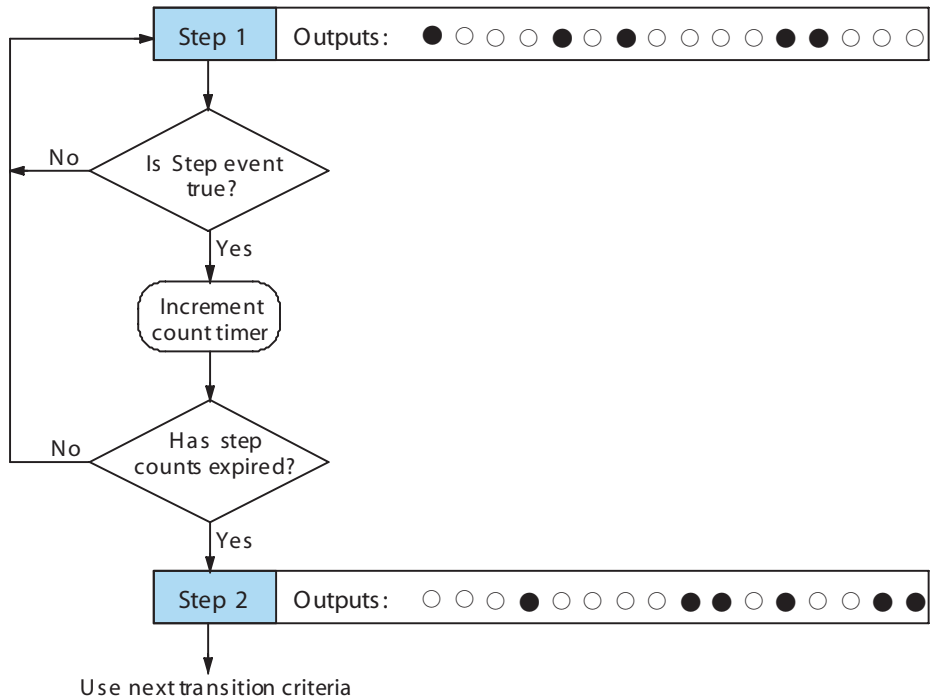 Step 1 Outputs:
Is Step event
true?
No
Yes
Increment
count timer
Has step
counts expired?
No
Yes
Step 2 Outputs:
Use next transition criteria